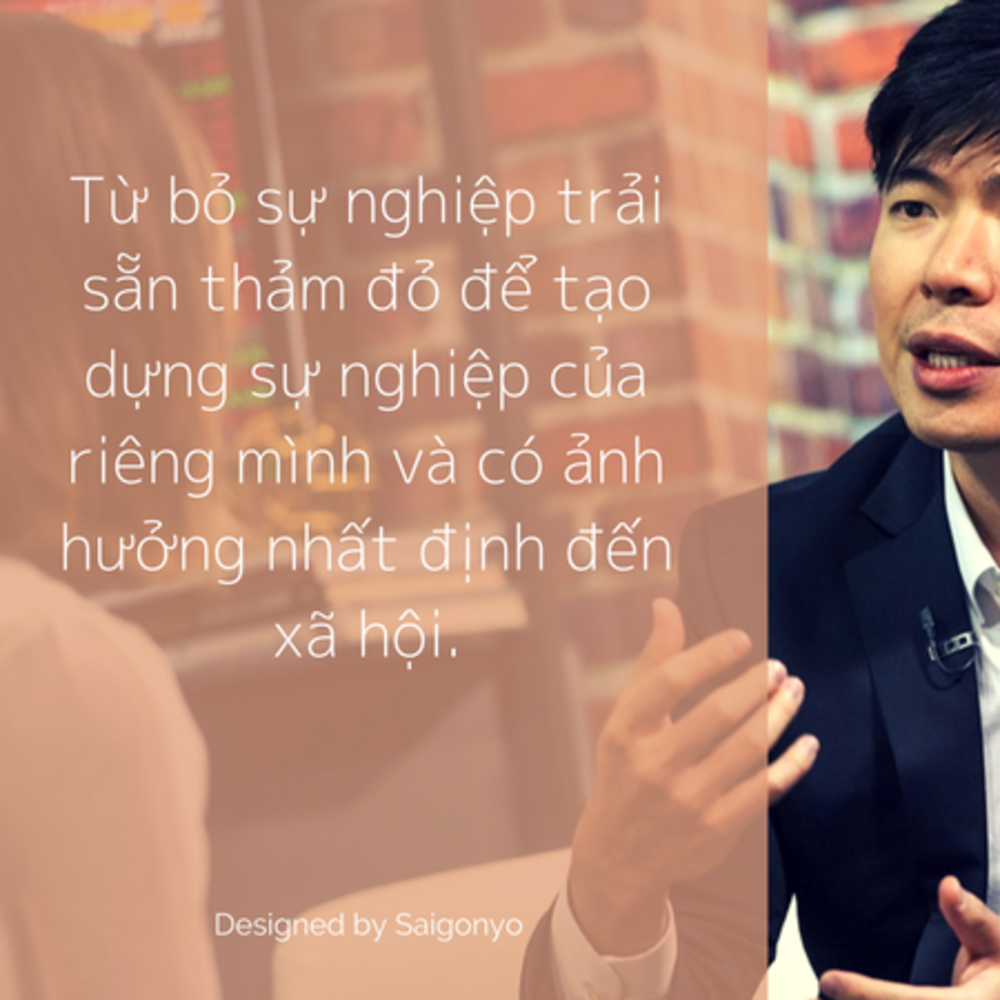 Từ bỏ sự nghiệp trải
sẵn thảm đỏ để tạo
dựng sự nghiệp của
riêng mình và có ảnh
hưởng nhất định đến
xã hội.
Designed by Saigonyo